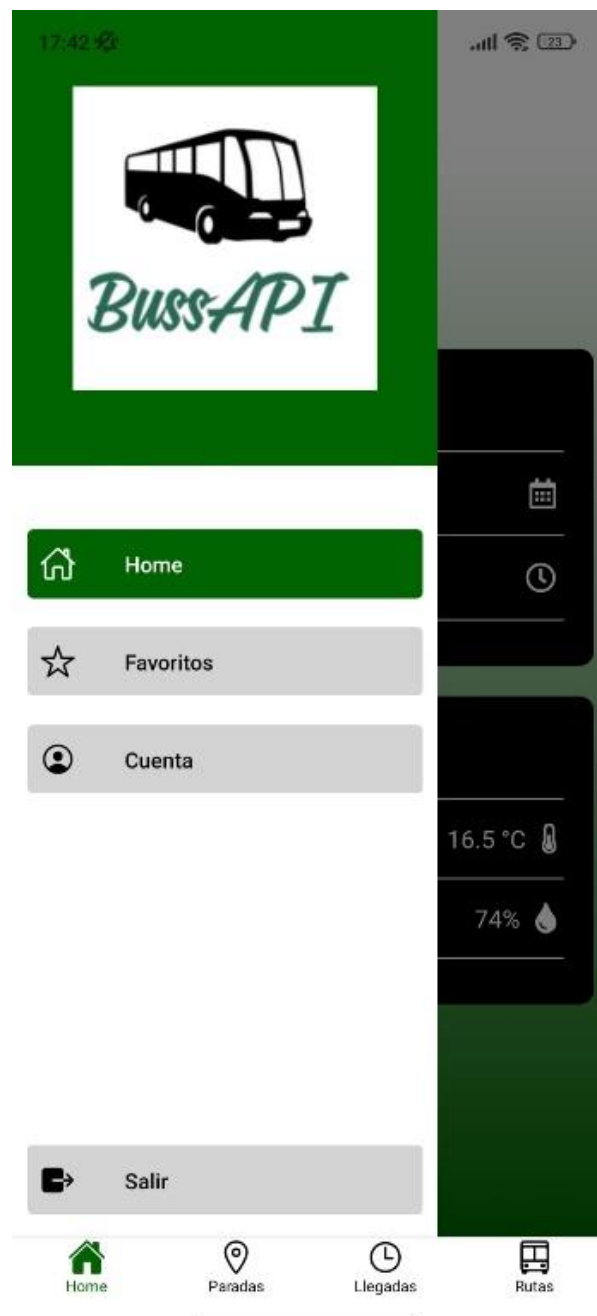 17:42
23
BussAPI
Home
Favoritos
Cuenta
16.5 °C
74%
Salir
Home
Paradas
Llegadas
Rutas